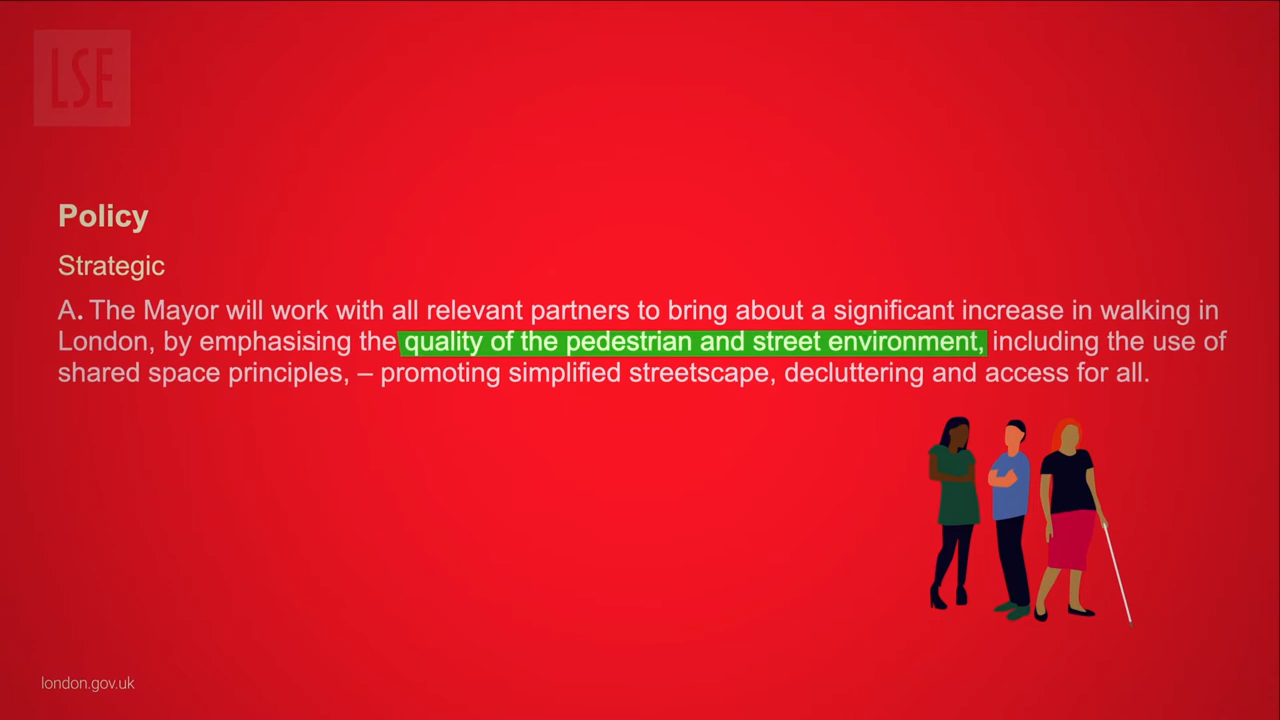 LSE
Policy
Strategic
A. The Mayor will work with all relevant partners to bring about a significant increase in walking in
London, by emphasising the quality of the pedestrian and street environment, including the use of
shared space principles, – promoting simplified streetscape, decluttering and access for all.
london.gov.uk